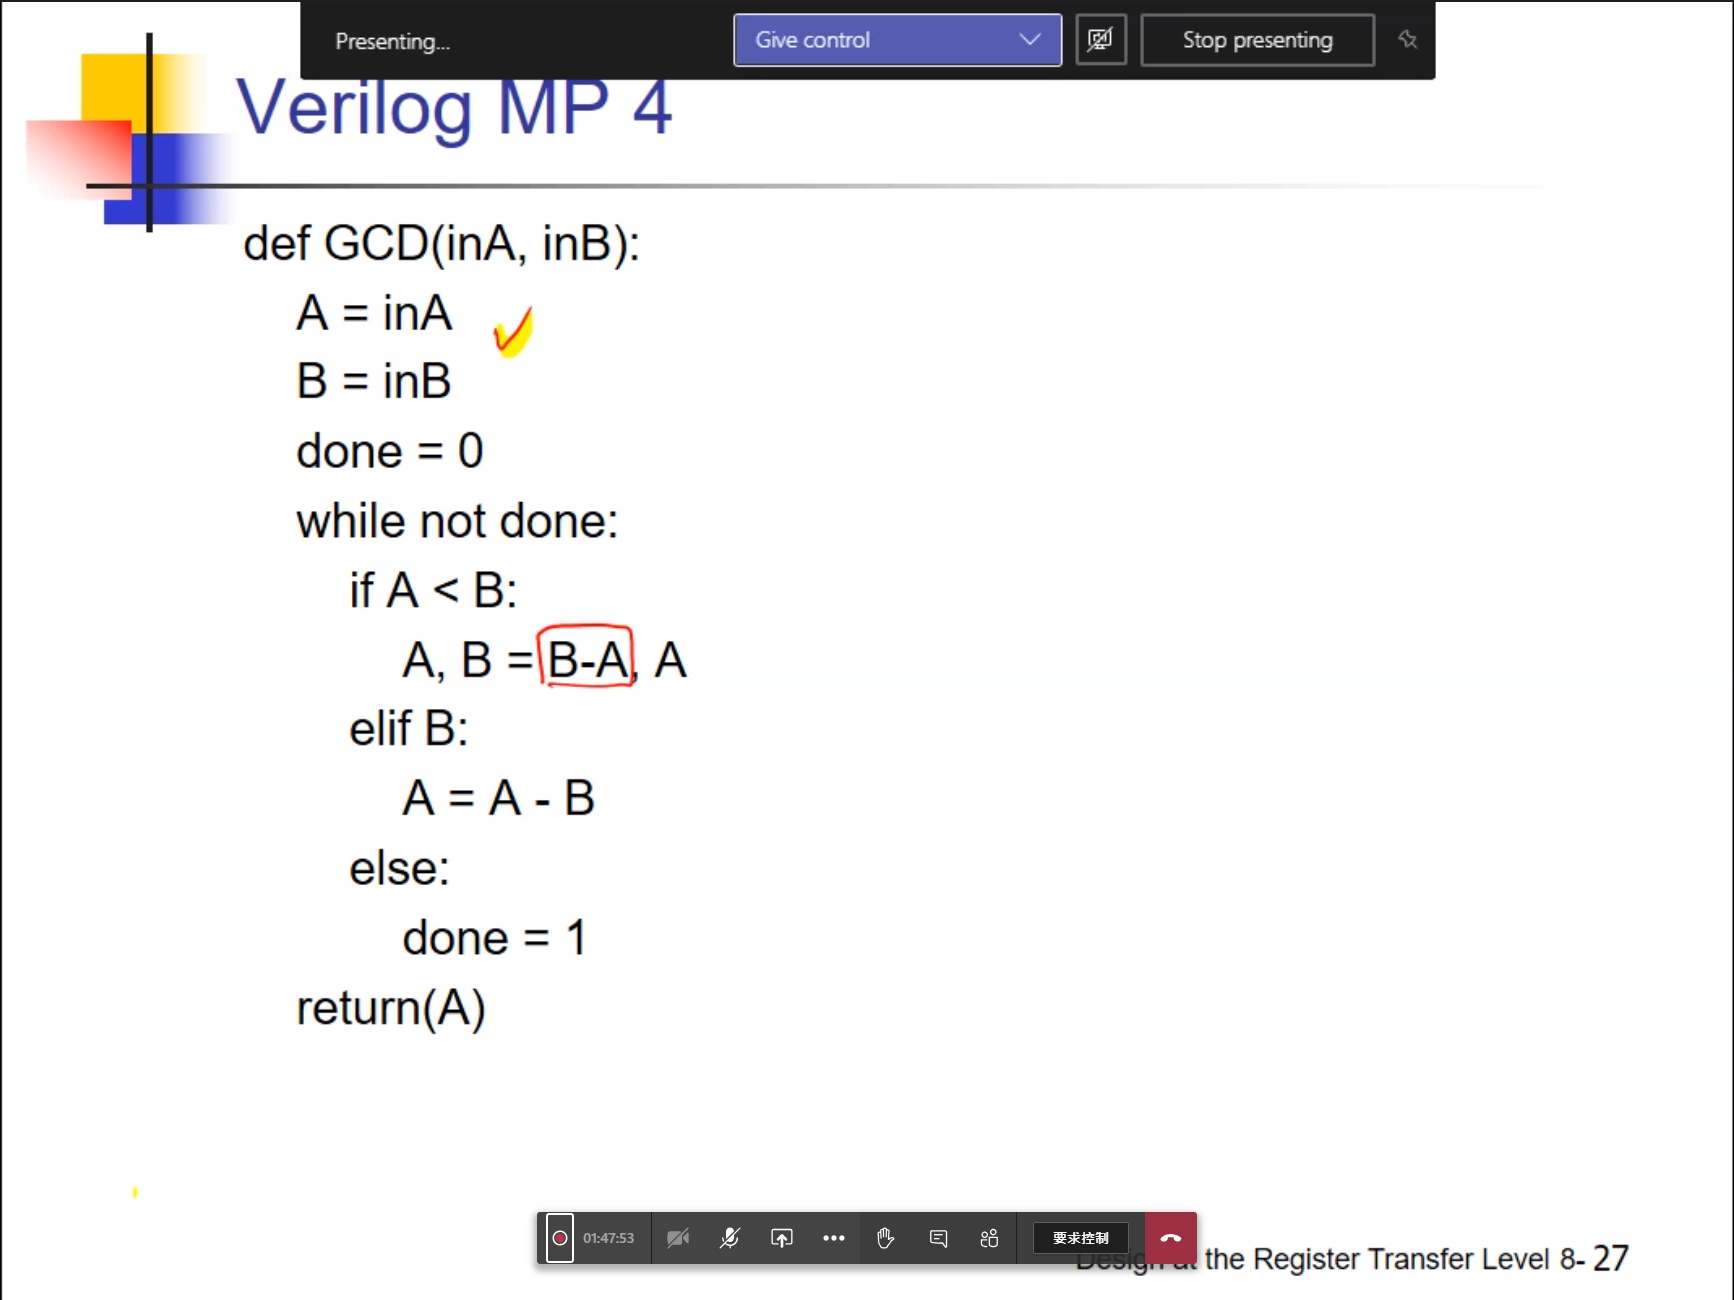 Presenting...
Give control
Stop presenting
Verilog MP 4
def GCD(inA, inB):
A = inA
B = inB
done = 0
while not done:
if A < B:
A, B = B-A, A
elif B:
A = A - B
else:
done = 1
return(A)
01:47:53
要求控制
Design at the Register Transfer Level 8- 27